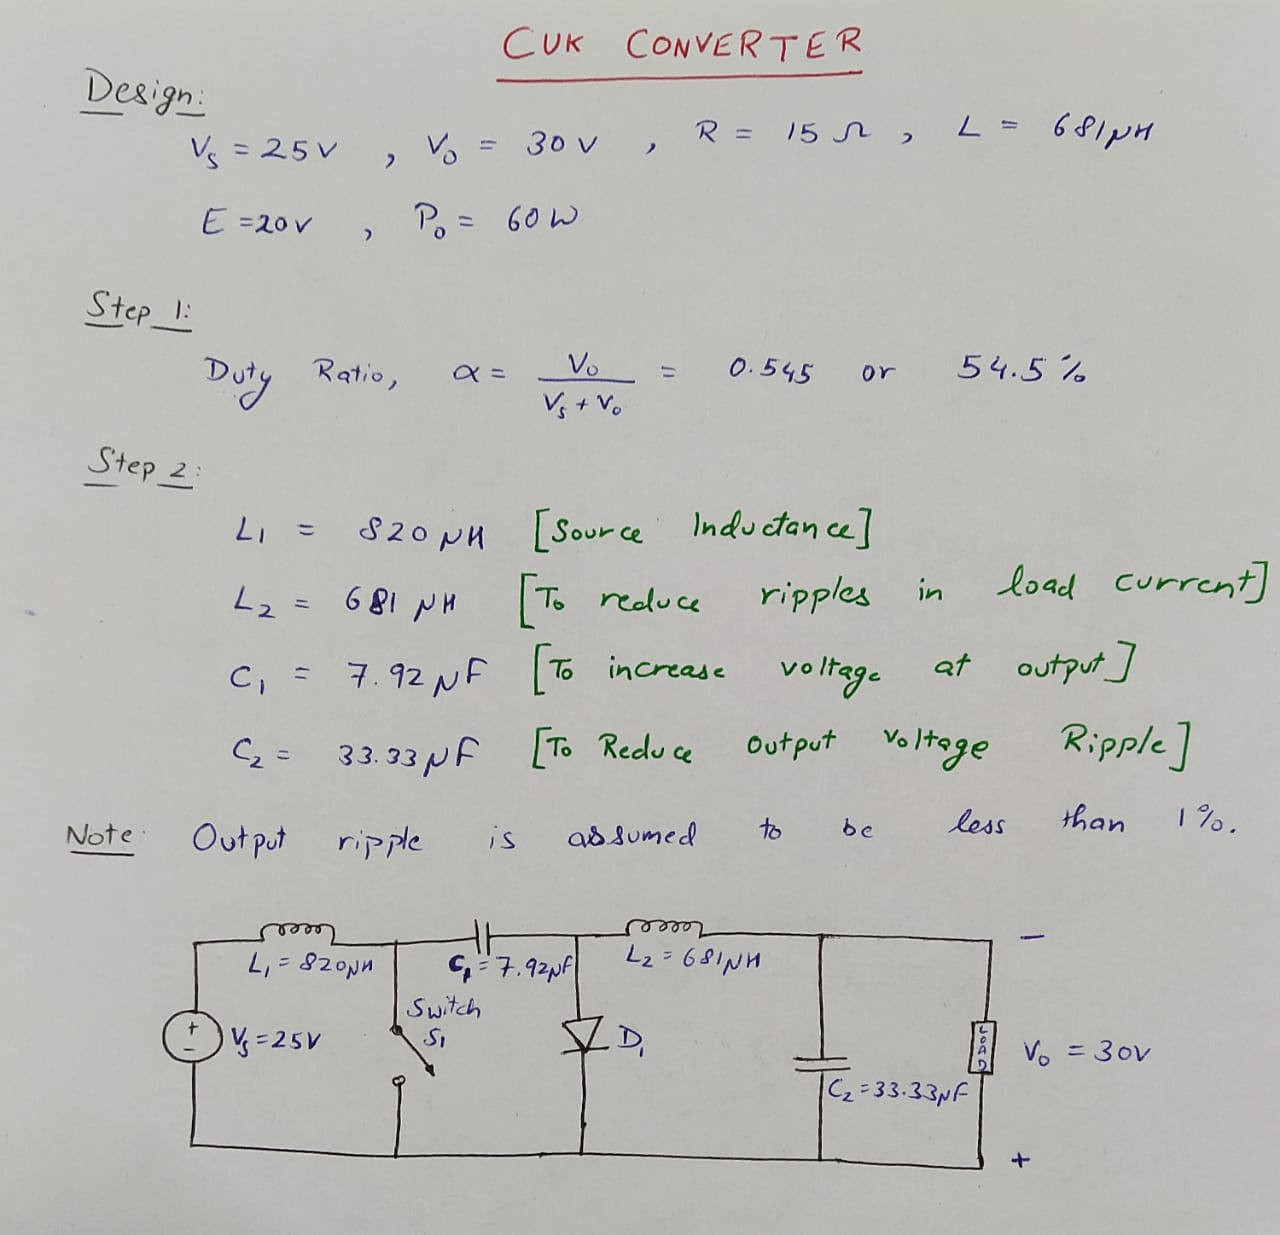 CUK CONVERTER
Design:
Vs = 25V , Vo = 30V , R = 15 Ω , L = 681μH
E = 20V , Po = 60W
Step 1:
Duty Ratio, α = Vo / Vs + Vo = 0.545 or 54.5%
Step 2:
L1 = 820μH [Source Inductance]
L2 = 681μH [To reduce ripples in load current]
C1 = 7.92μF [To increase voltage at output]
C2 = 33.33μF [To Reduce Output Voltage Ripple]
Note: Output ripple is assumed to be less than 1%.
L1 = 820μH
C1 = 7.92μF
L2 = 681μH
−
Switch
S1
+
−
Vs = 25V
D1
LOAD
Vo = 30V
C2 = 33.33μF
+